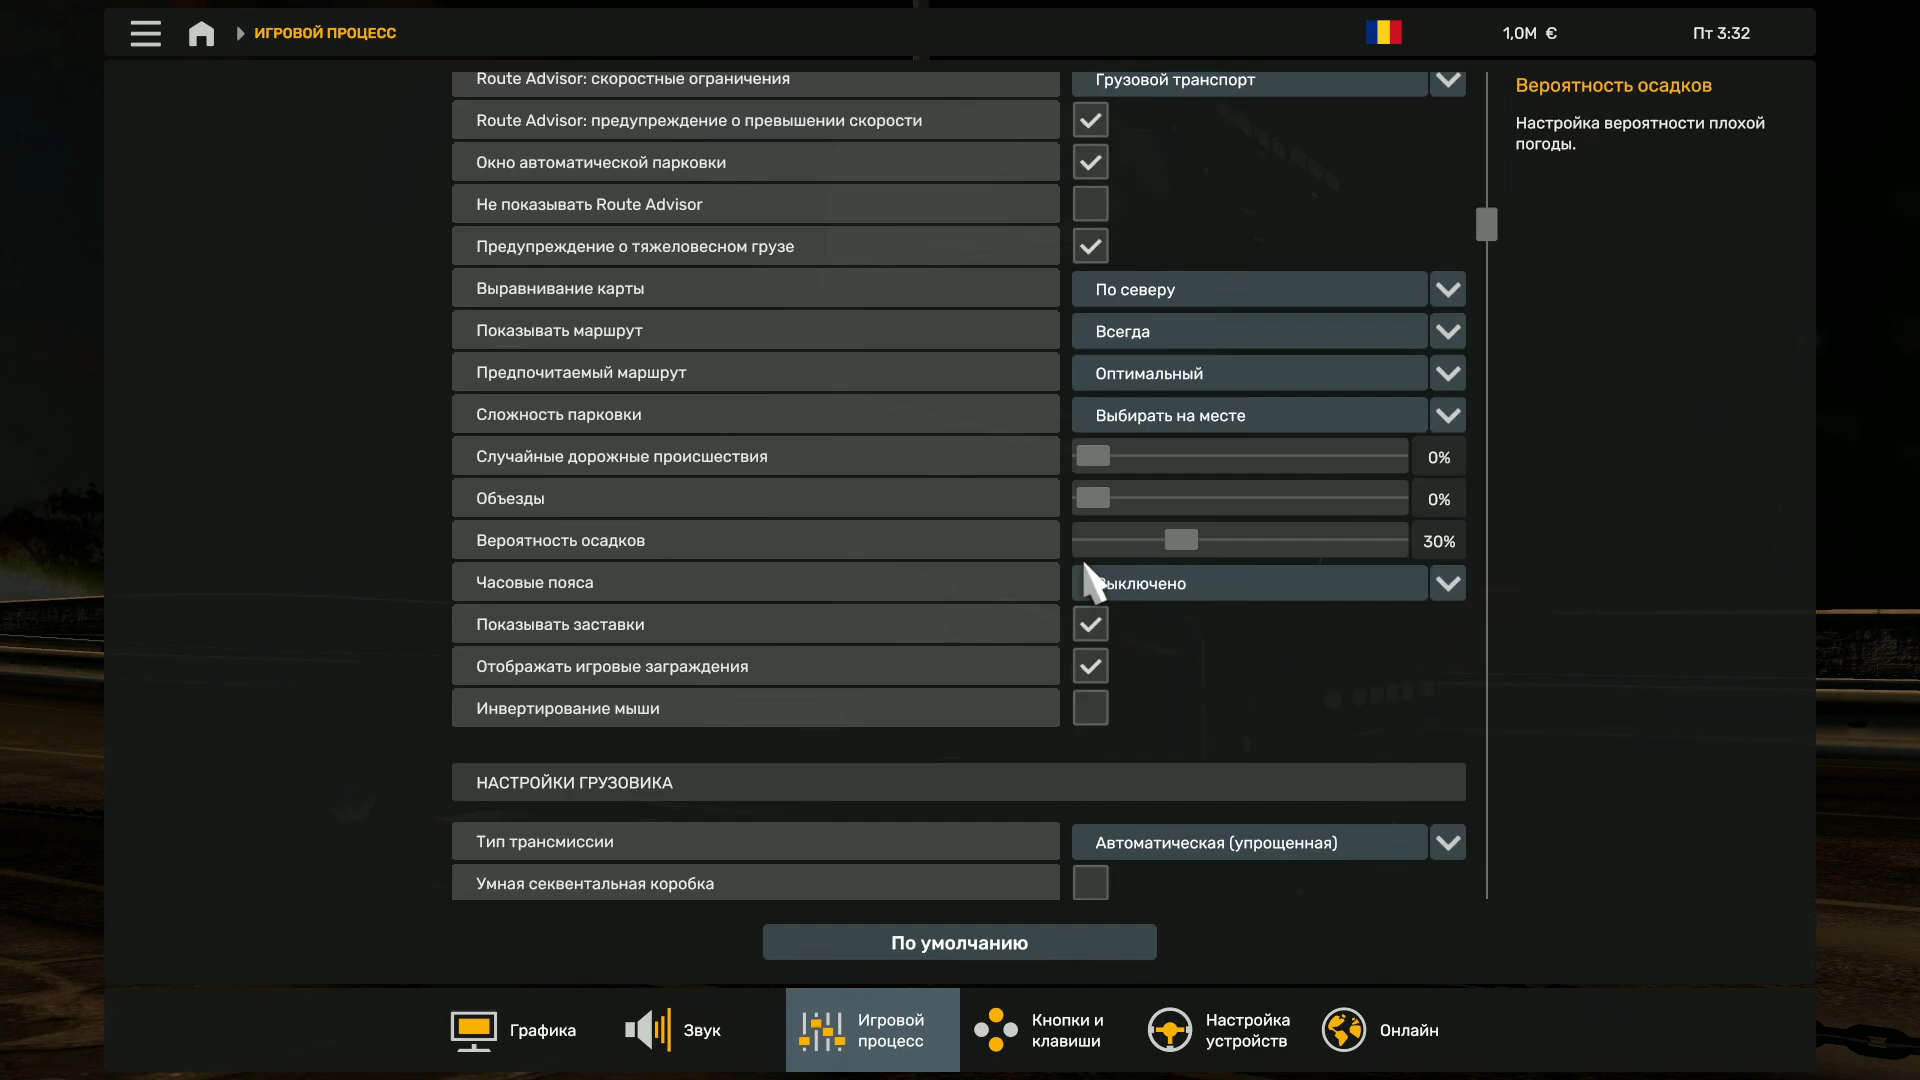 ИГРОВОЙ ПРОЦЕСС
1,0М €
Пт 3:32
Route Advisor: скоростные ограничения
Грузовой транспорт
Route Advisor: предупреждение о превышении скорости
Окно автоматической парковки
Не показывать Route Advisor
Предупреждение о тяжеловесном грузе
Выравнивание карты
По северу
Показывать маршрут
Всегда
Предпочитаемый маршрут
Оптимальный
Сложность парковки
Выбирать на месте
Случайные дорожные происшествия
0%
Объезды
0%
Вероятность осадков
30%
Часовые пояса
ыключено
Показывать заставки
Отображать игровые заграждения
Инвертирование мыши
НАСТРОЙКИ ГРУЗОВИКА
Тип трансмиссии
Автоматическая (упрощенная)
Умная секвентальная коробка
Вероятность осадков
Настройка вероятности плохой
погоды.
По умолчанию
Графика
Звук
Игровой
процесс
Кнопки и
клавиши
Настройка
устройств
Онлайн